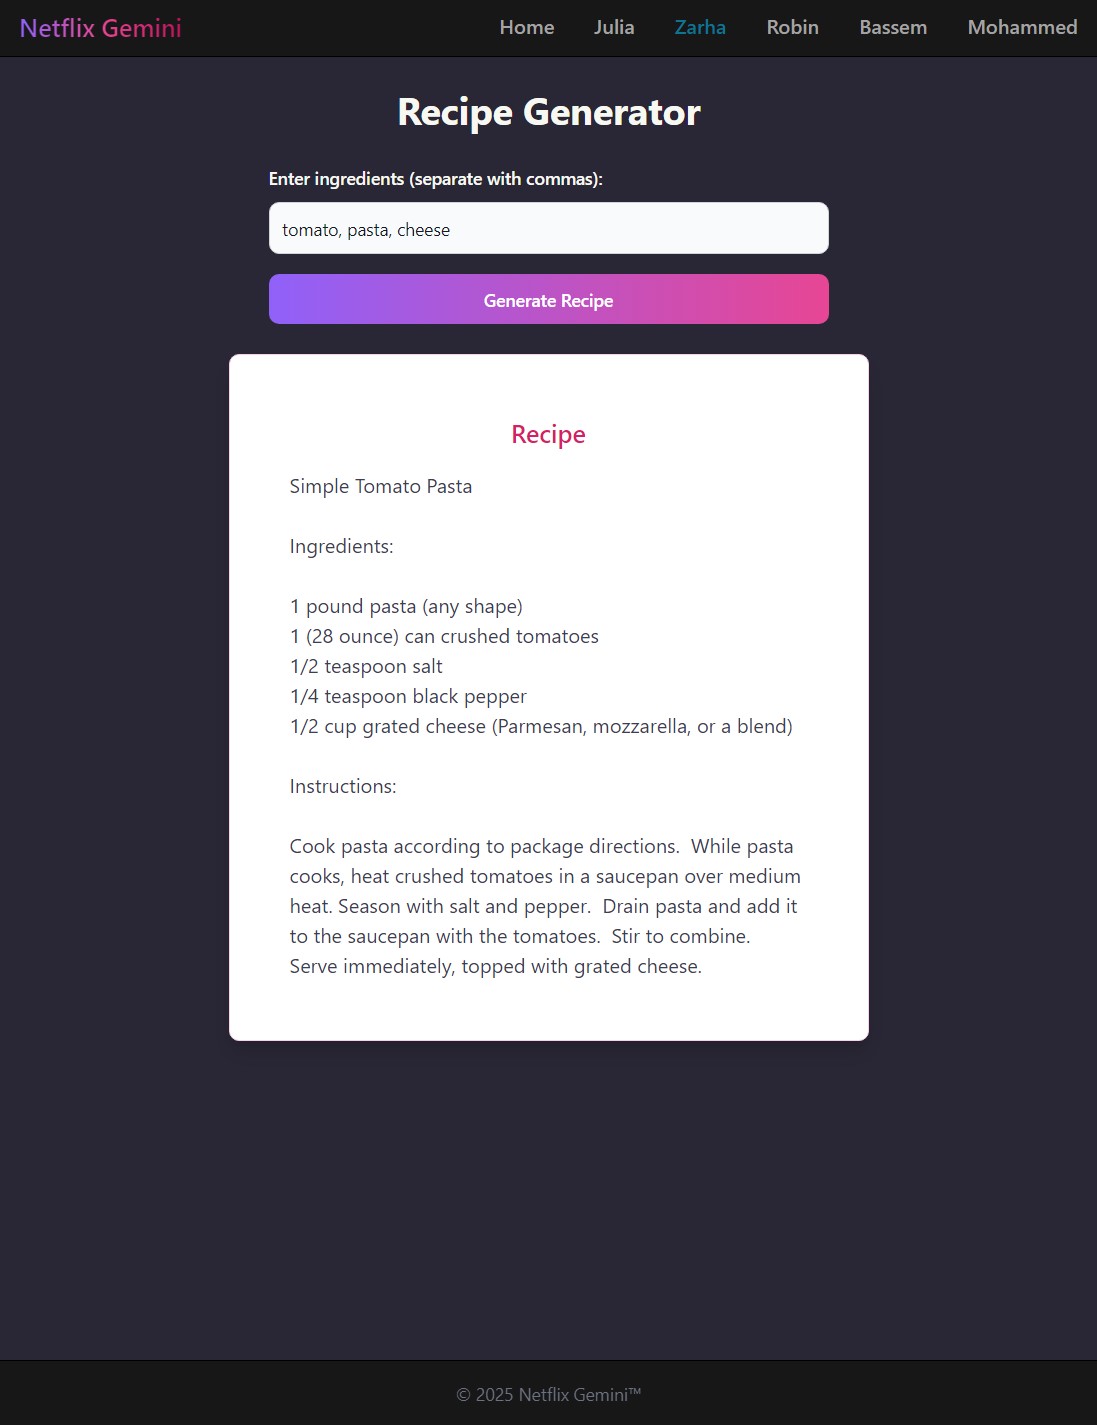 Netflix Gemini
Home Julia Zarha Robin Bassem Mohammed
Recipe Generator
Enter ingredients (separate with commas):
tomato, pasta, cheese
Generate Recipe
Recipe
Simple Tomato Pasta
Ingredients:
1 pound pasta (any shape)
1 (28 ounce) can crushed tomatoes
1/2 teaspoon salt
1/4 teaspoon black pepper
1/2 cup grated cheese (Parmesan, mozzarella, or a blend)
Instructions:
Cook pasta according to package directions.  While pasta
cooks, heat crushed tomatoes in a saucepan over medium
heat. Season with salt and pepper.  Drain pasta and add it
to the saucepan with the tomatoes.  Stir to combine.
Serve immediately, topped with grated cheese.
© 2025 Netflix Gemini™